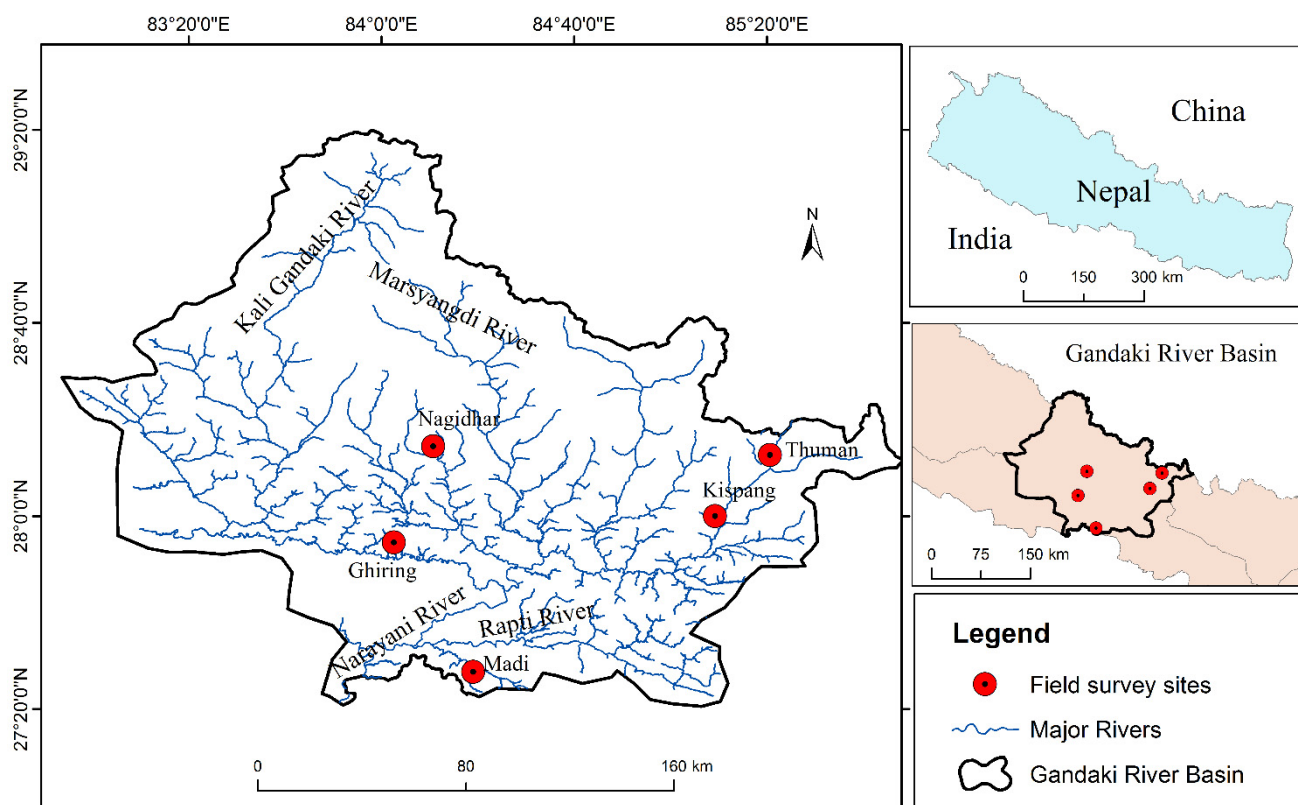 83°20'0"E 84°0'0"E 84°40'0"E 85°20'0"E
29°20'0"N
28°40'0"N
28°0'0"N
27°20'0"N
N
Kali Gandaki River
Marsyangdi River
Nagidhar
Thuman
Kispang
Ghiring
Narayani River
Rapti River
Madi
0 80 160 km
China
Nepal
India
0 150 300 km
Gandaki River Basin
0 75 150 km
Legend
Field survey sites
Major Rivers
Gandaki River Basin